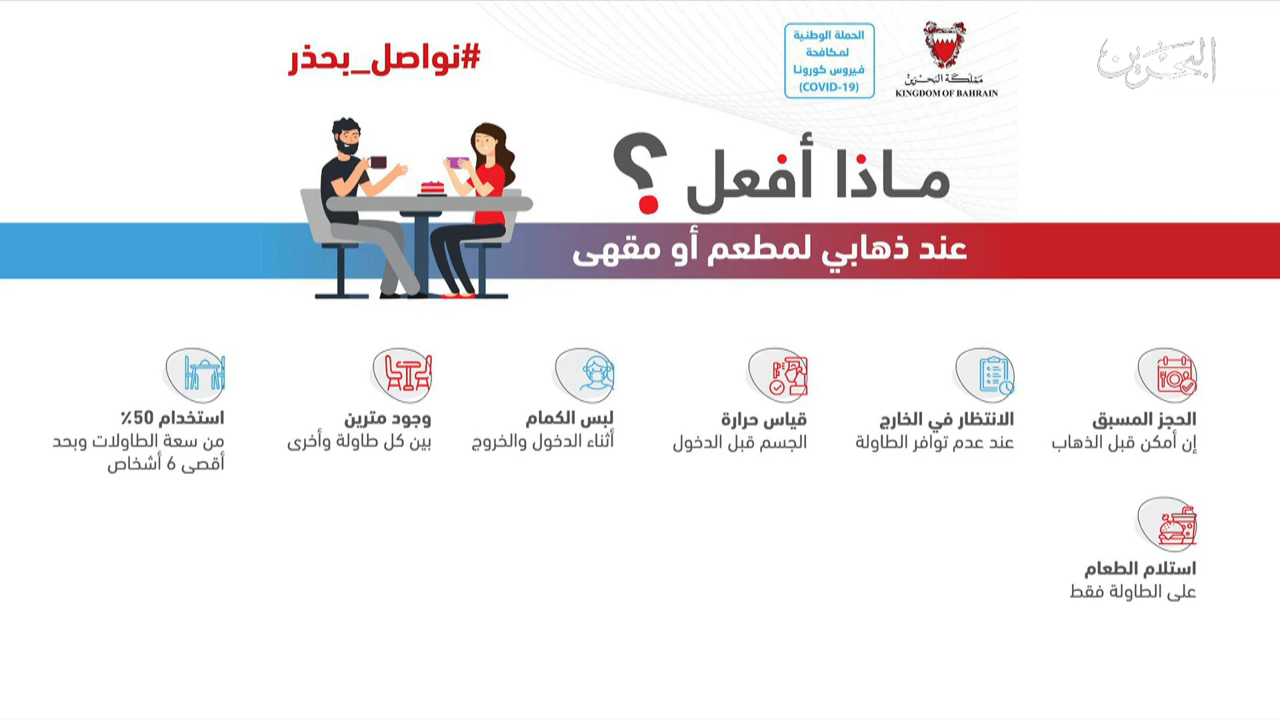 البحرين
مملكة البحرين
KINGDOM OF BAHRAIN
الحملة الوطنية
لمكافحة
فيروس كورونا
(COVID-19)
#نواصل_بحذر
مــاذا أفعل ؟
عند ذهابي لمطعم أو مقهى
الحجز المسبق
إن أمكن قبل الذهاب
الانتظار في الخارج
عند عدم توافر الطاولة
قياس حرارة
الجسم قبل الدخول
لبس الكمام
أثناء الدخول والخروج
وجود مترين
بين كل طاولة وأخرى
استخدام 50٪
من سعة الطاولات وبحد
أقصى 6 أشخاص
استلام الطعام
على الطاولة فقط